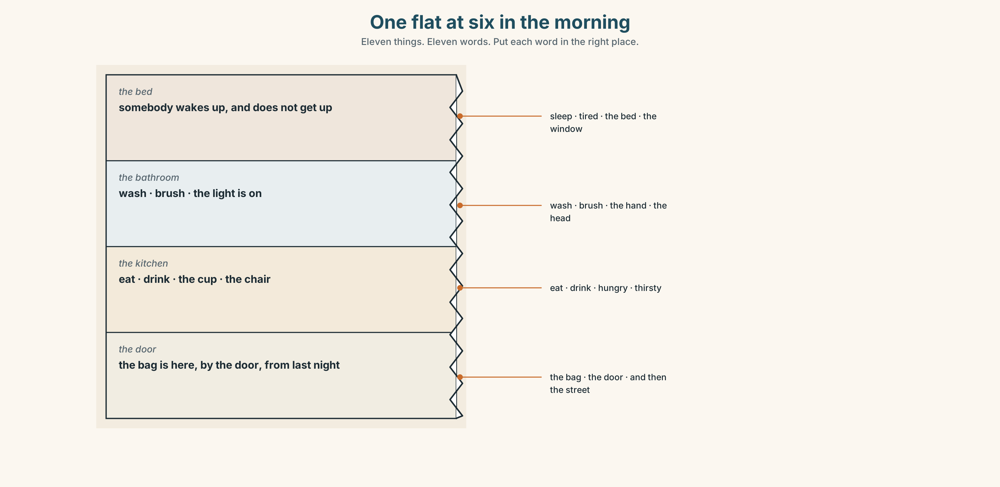 One flat at six in the morning
Eleven things. Eleven words. Put each word in the right place.
the bed
somebody wakes up, and does not get up
sleep · tired · the bed · the
window
the bathroom
wash · brush · the light is on
wash · brush · the hand · the
head
the kitchen
eat · drink · the cup · the chair
eat · drink · hungry · thirsty
the door
the bag is here, by the door, from last night
the bag · the door · and then
the street